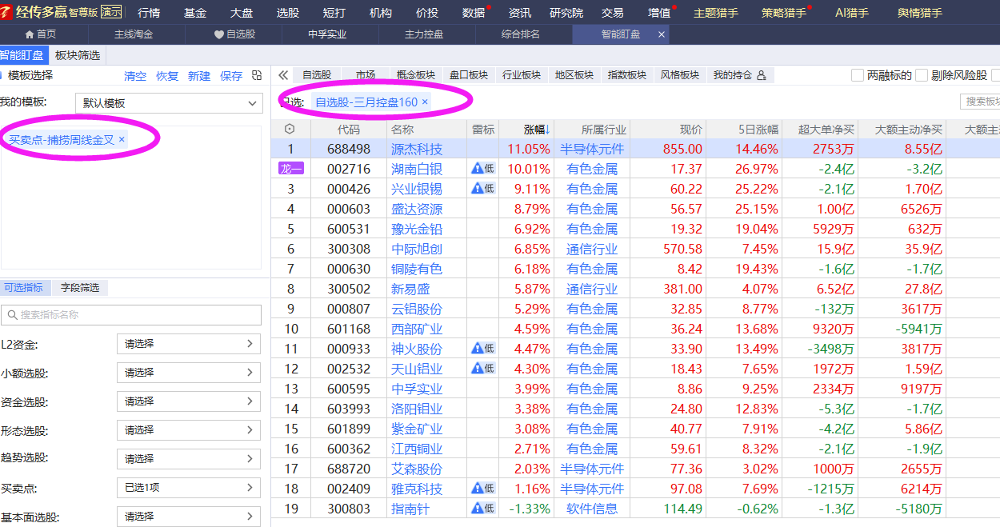 经传多赢 智尊版 演示 行情 基金 大盘 选股 短打 机构 价投 数据 资讯 研究院 交易 增值 主题猎手 策略猎手 AI猎手 舆情猎手
首页 主线淘金 自选股 中孚实业 主力控盘 综合排名 智能盯盘 ×
智能盯盘 板块筛选
模板选择 清空 恢复 新建 保存
自选股 市场 概念板块 盘口板块 行业板块 地区板块 指数板块 风格板块 我的持仓 两融标的 剔除风险股
我的模板: 默认模板
已选: 自选股-三月控盘160 × 搜索板块
买卖点-捕捞周线金叉 ×
代码 名称 雷标 涨幅↓ 所属行业 现价 5日涨幅 超大单净买 大额主动净买 大额主
1 688498 源杰科技 11.05% 半导体元件 855.00 14.46% 2753万 8.55亿
龙一 002716 湖南白银 低 10.01% 有色金属 17.37 26.97% -2.4亿 -3.2亿
3 000426 兴业银锡 低 9.11% 有色金属 60.22 25.22% -2.1亿 1.70亿
4 000603 盛达资源 8.79% 有色金属 56.57 25.15% 1.00亿 6526万
5 600531 豫光金铅 6.92% 有色金属 19.32 19.04% 5929万 632万
6 300308 中际旭创 6.85% 通信行业 570.58 7.45% 15.9亿 35.9亿
7 000630 铜陵有色 6.18% 有色金属 8.42 19.43% -1.6亿 -1.7亿
8 300502 新易盛 5.87% 通信行业 381.00 4.07% 6.52亿 27.8亿
9 000807 云铝股份 5.29% 有色金属 32.85 8.77% -132万 3617万
10 601168 西部矿业 4.59% 有色金属 36.24 13.68% 9320万 -5941万
11 000933 神火股份 低 4.47% 有色金属 33.90 13.49% -3498万 3817万
12 002532 天山铝业 低 4.30% 有色金属 18.43 7.65% 1972万 1.59亿
13 600595 中孚实业 3.99% 有色金属 8.86 9.25% 2334万 9197万
14 603993 洛阳钼业 3.38% 有色金属 24.80 12.83% -5.3亿 -1.7亿
15 601899 紫金矿业 3.08% 有色金属 40.77 7.91% -4.2亿 5.86亿
16 600362 江西铜业 2.71% 有色金属 59.61 8.32% -2.1亿 -1.9亿
17 688720 艾森股份 2.03% 半导体元件 77.36 3.02% 1000万 2655万
18 002409 雅克科技 低 1.16% 半导体元件 97.08 7.69% -1215万 6214万
19 300803 指南针 低 -1.33% 软件信息 114.49 -0.62% -1.3亿 -5180万
可选指标 字段筛选
搜索指标名称
L2资金: 请选择
小额选股: 请选择
资金选股: 请选择
形态选股: 请选择
趋势选股: 请选择
买卖点: 已选1项
基本面选股: 请选择